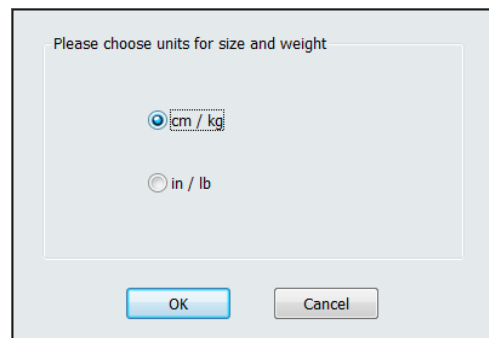 Please choose units for size and weight
cm / kg
in / lb
OK
Cancel